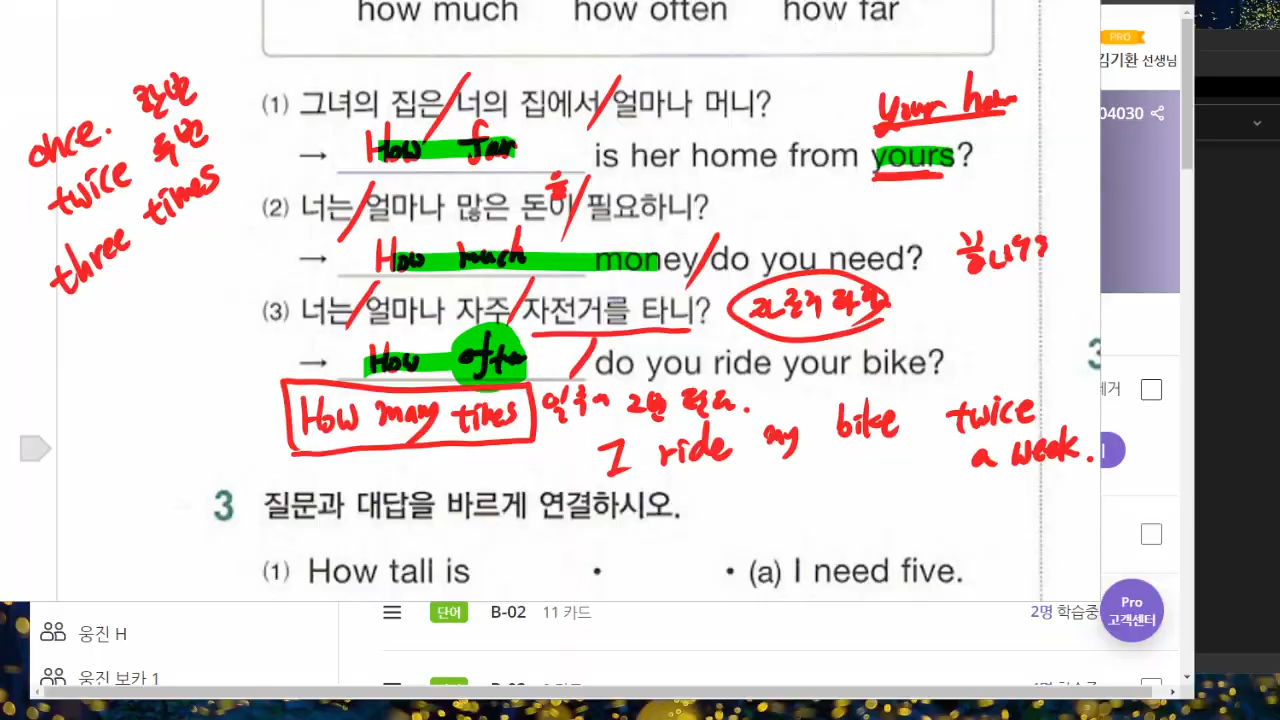 how much how often how far
(1) 그녀의 집은 너의 집에서 얼마나 머니?
→ How far is her home from yours?
your home
once. 한번
twice 두번
three times
(2) 너는 얼마나 많은 돈이 필요하니?
을
→ How much money do you need?
(3) 너는 얼마나 자주 자전거를 타니?
→ How often do you ride your bike?
How many times
2번 탄다.
I ride my bike twice
a week.
3 질문과 대답을 바르게 연결하시오.
(1) How tall is • • (a) I need five.
PRO
김기환 선생님
04030
제거
단어 B-02 11 카드 2명 학습중
Pro
고객센터
웅진 H
웅진 보카 1